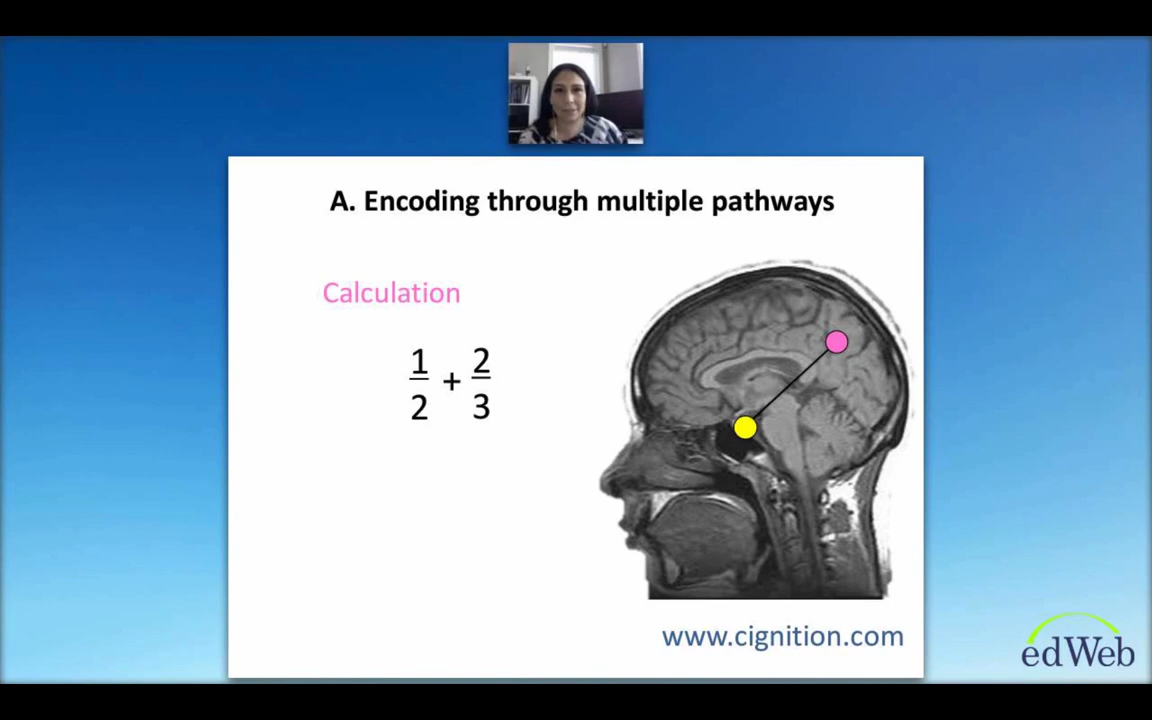 A. Encoding through multiple pathways
Calculation
1/2 + 2/3
www.cignition.com
edWeb